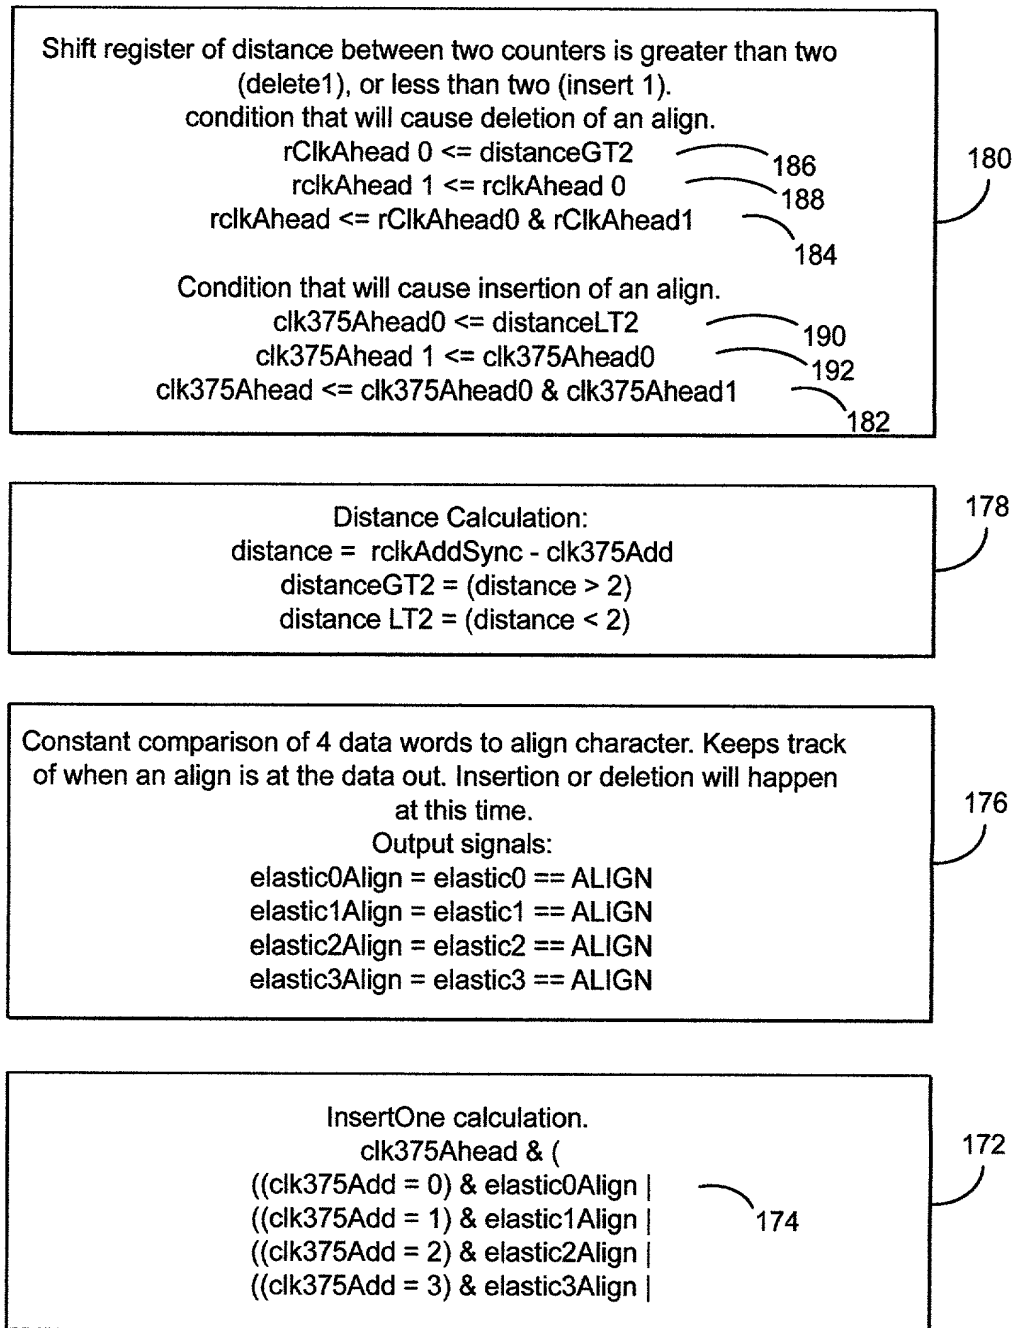 Shift register of distance between two counters is greater than two
(delete1), or less than two (insert 1).
condition that will cause deletion of an align.
rClkAhead 0 <= distanceGT2
186
rclkAhead 1 <= rclkAhead 0
188
rclkAhead <= rClkAhead0 & rClkAhead1
184
180
Condition that will cause insertion of an align.
clk375Ahead0 <= distanceLT2
190
clk375Ahead 1 <= clk375Ahead0
192
clk375Ahead <= clk375Ahead0 & clk375Ahead1
182
Distance Calculation:
distance = rclkAddSync - clk375Add
distanceGT2 = (distance > 2)
distance LT2 = (distance < 2)
178
Constant comparison of 4 data words to align character. Keeps track
of when an align is at the data out. Insertion or deletion will happen
at this time.
Output signals:
elastic0Align = elastic0 == ALIGN
elastic1Align = elastic1 == ALIGN
elastic2Align = elastic2 == ALIGN
elastic3Align = elastic3 == ALIGN
176
InsertOne calculation.
clk375Ahead & (
((clk375Add = 0) & elastic0Align |
((clk375Add = 1) & elastic1Align |
((clk375Add = 2) & elastic2Align |
((clk375Add = 3) & elastic3Align |
174
172